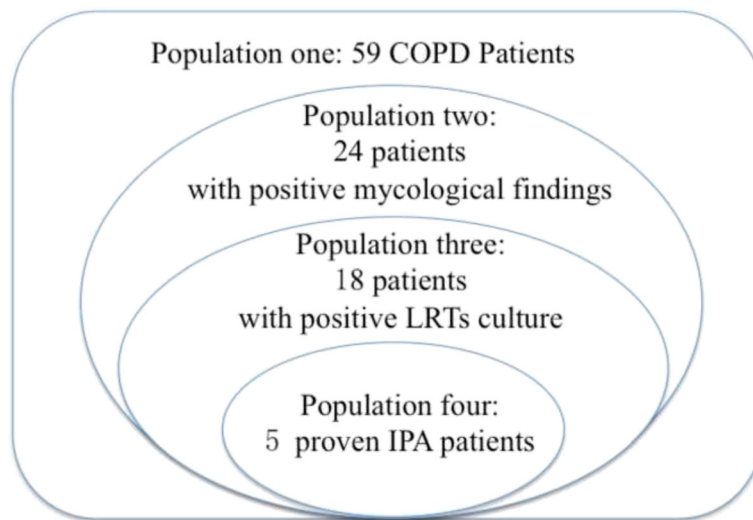 Population one: 59 COPD Patients
Population two:
24 patients
with positive mycological findings
Population three:
18 patients
with positive LRTs culture
Population four:
5 proven IPA patients